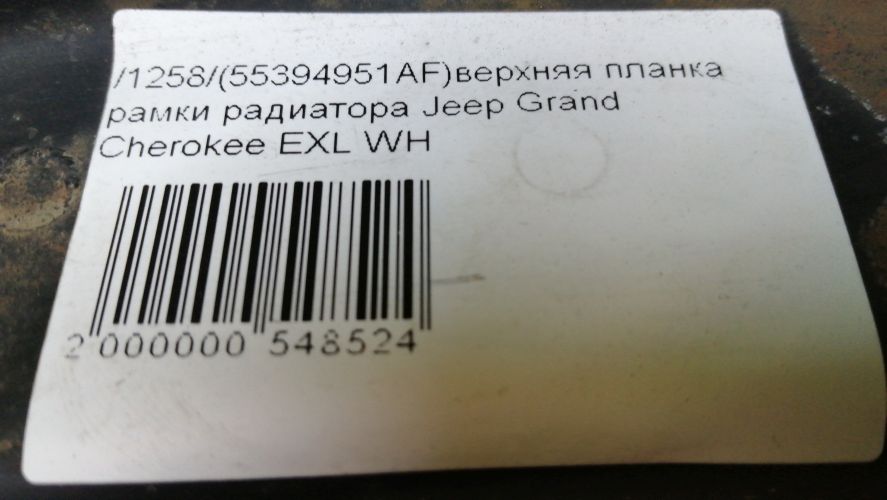 /1258/(55394951AF)верхняя планка
рамки радиатора Jeep Grand
Cherokee EXL WH
2 000000 548524